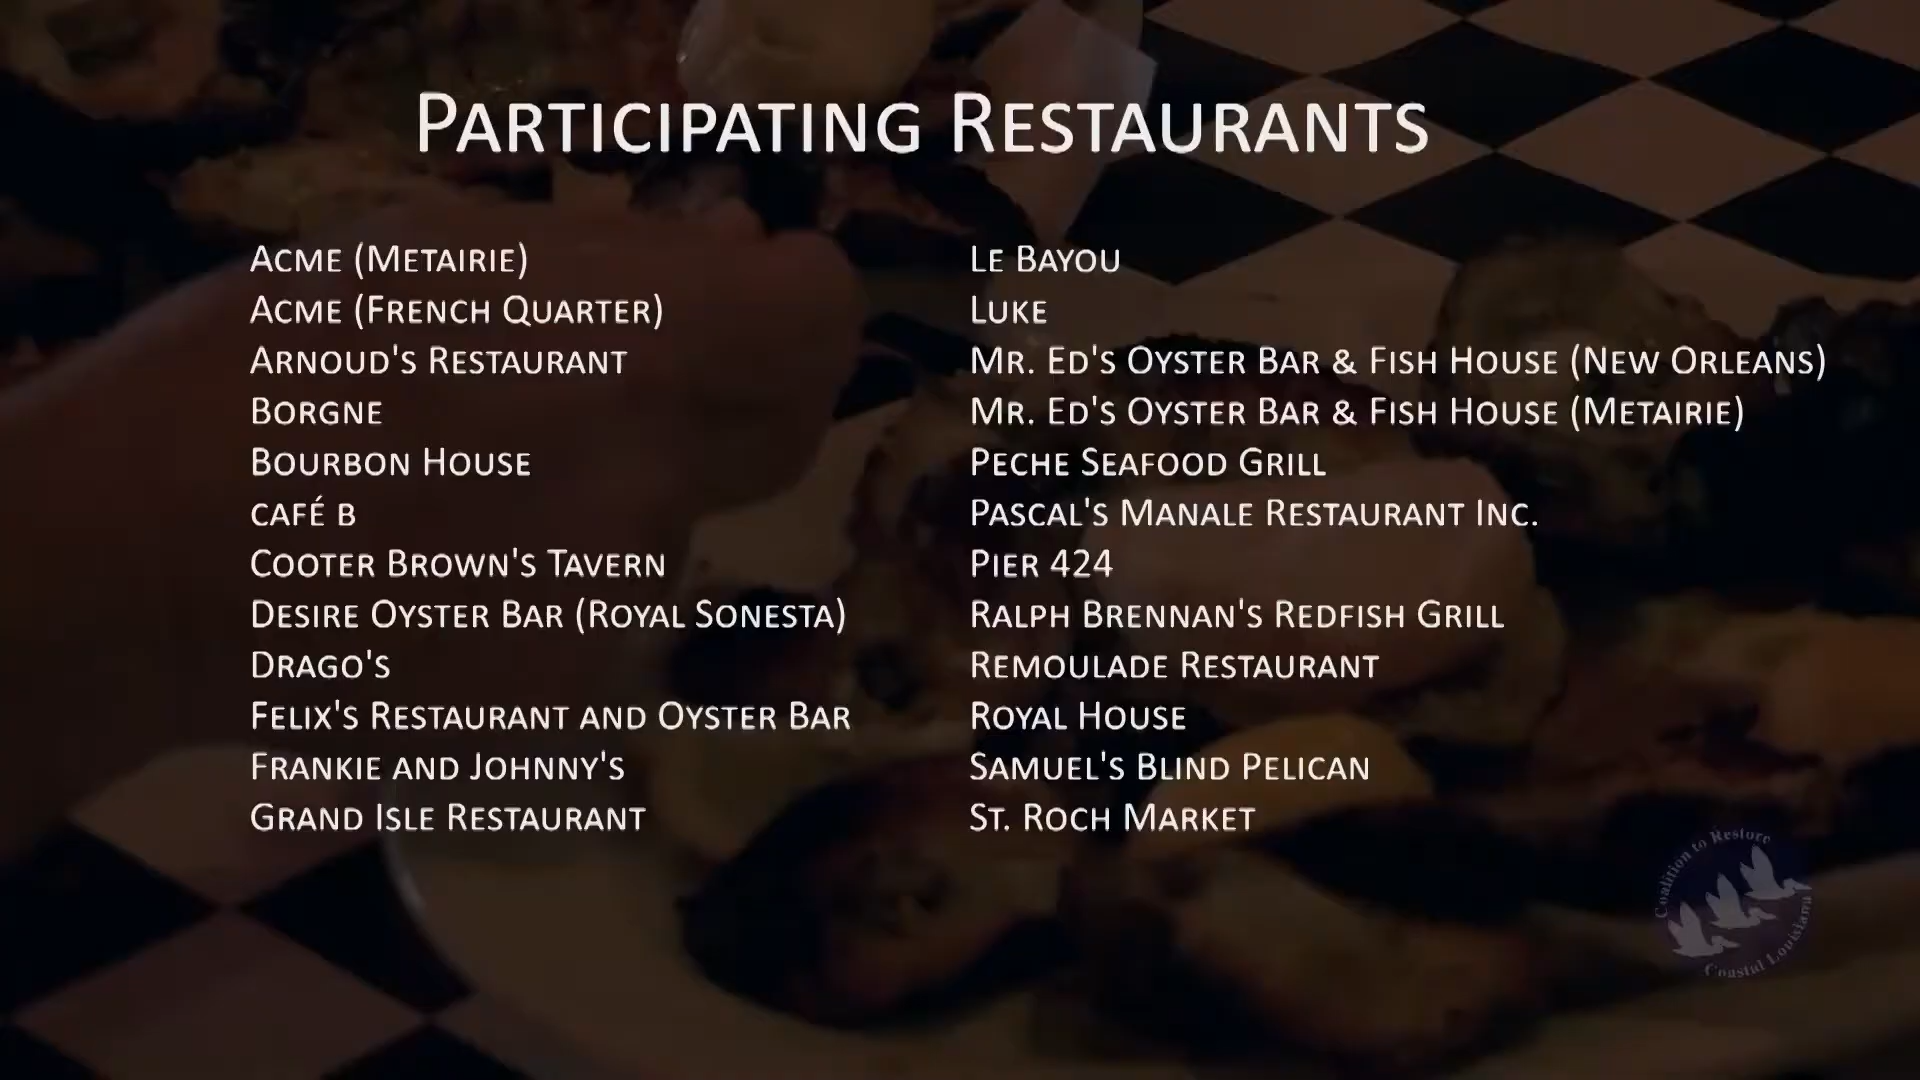 PARTICIPATING RESTAURANTS
ACME (METAIRIE)
ACME (FRENCH QUARTER)
ARNOUD'S RESTAURANT
BORGNE
BOURBON HOUSE
CAFÉ B
COOTER BROWN'S TAVERN
DESIRE OYSTER BAR (ROYAL SONESTA)
DRAGO'S
FELIX'S RESTAURANT AND OYSTER BAR
FRANKIE AND JOHNNY'S
GRAND ISLE RESTAURANT
LE BAYOU
LUKE
MR. ED'S OYSTER BAR & FISH HOUSE (NEW ORLEANS)
MR. ED'S OYSTER BAR & FISH HOUSE (METAIRIE)
PECHE SEAFOOD GRILL
PASCAL'S MANALE RESTAURANT INC.
PIER 424
RALPH BRENNAN'S REDFISH GRILL
REMOULADE RESTAURANT
ROYAL HOUSE
SAMUEL'S BLIND PELICAN
ST. ROCH MARKET
Coalition to Restore
Coastal Louisiana